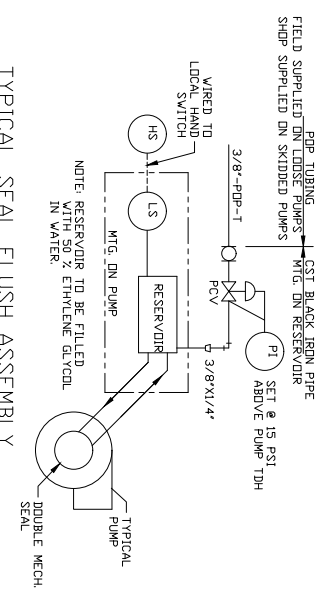 POP TUBING
FIELD SUPPLIED ON LOOSE PUMPS
SHOP SUPPLIED ON SKIDDED PUMPS
CST BLACK IRON PIPE
MTG. ON RESERVOIR
3/8"-POP-T
PCV
PI
SET @ 15 PSI
ABOVE PUMP TDH
WIRED TO
LOCAL HAND
SWITCH
3/8"X1/4"
HS
LS
RESERVOIR
MTG. ON PUMP
TYPICAL
PUMP
DOUBLE MECH.
SEAL
NOTE: RESERVOIR TO BE FILLED
WITH 50 % ETHYLENE GLYCOL
IN WATER.
TYPICAL SEAL FLUSH ASSEMBLY